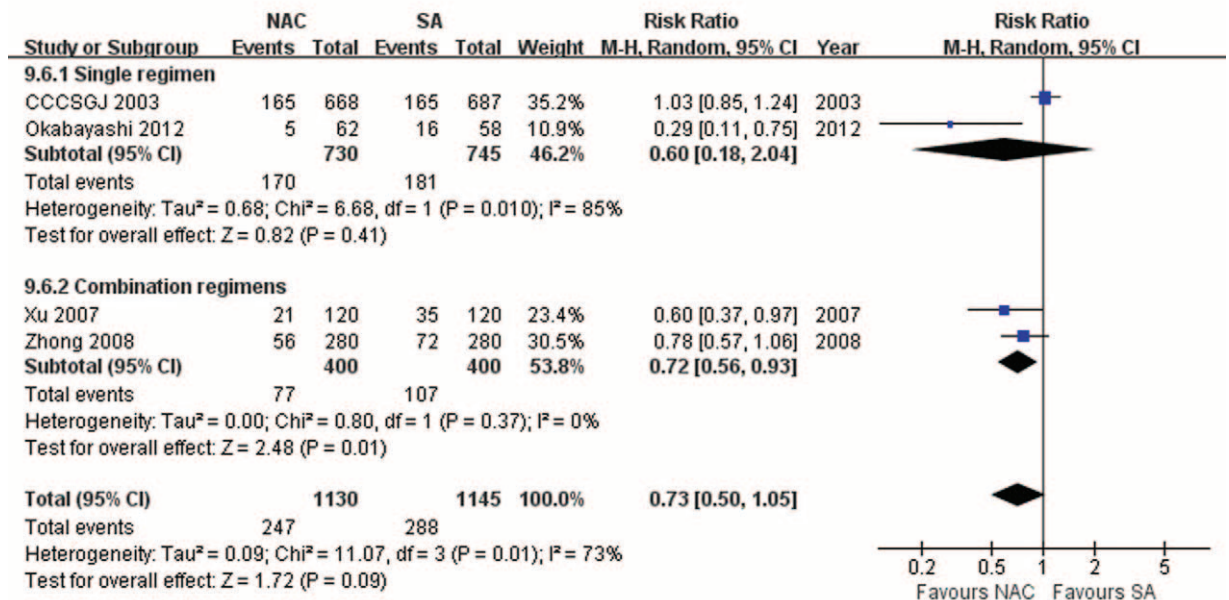 NAC SA Risk Ratio Risk Ratio
Study or Subgroup Events Total Events Total Weight M-H, Random, 95% CI Year M-H, Random, 95% CI
9.6.1 Single regimen
CCCSGJ 2003 165 668 165 687 35.2% 1.03 [0.85, 1.24] 2003
Okabayashi 2012 5 62 16 58 10.9% 0.29 [0.11, 0.75] 2012
Subtotal (95% CI) 730 745 46.2% 0.60 [0.18, 2.04]
Total events 170 181
Heterogeneity: Tau² = 0.68; Chi² = 6.68, df = 1 (P = 0.010); I² = 85%
Test for overall effect: Z = 0.82 (P = 0.41)
9.6.2 Combination regimens
Xu 2007 21 120 35 120 23.4% 0.60 [0.37, 0.97] 2007
Zhong 2008 56 280 72 280 30.5% 0.78 [0.57, 1.06] 2008
Subtotal (95% CI) 400 400 53.8% 0.72 [0.56, 0.93]
Total events 77 107
Heterogeneity: Tau² = 0.00; Chi² = 0.80, df = 1 (P = 0.37); I² = 0%
Test for overall effect: Z = 2.48 (P = 0.01)
Total (95% CI) 1130 1145 100.0% 0.73 [0.50, 1.05]
Total events 247 288
Heterogeneity: Tau² = 0.09; Chi² = 11.07, df = 3 (P = 0.01); I² = 73%
Test for overall effect: Z = 1.72 (P = 0.09)
0.2 0.5 1 2 5
Favours NAC Favours SA